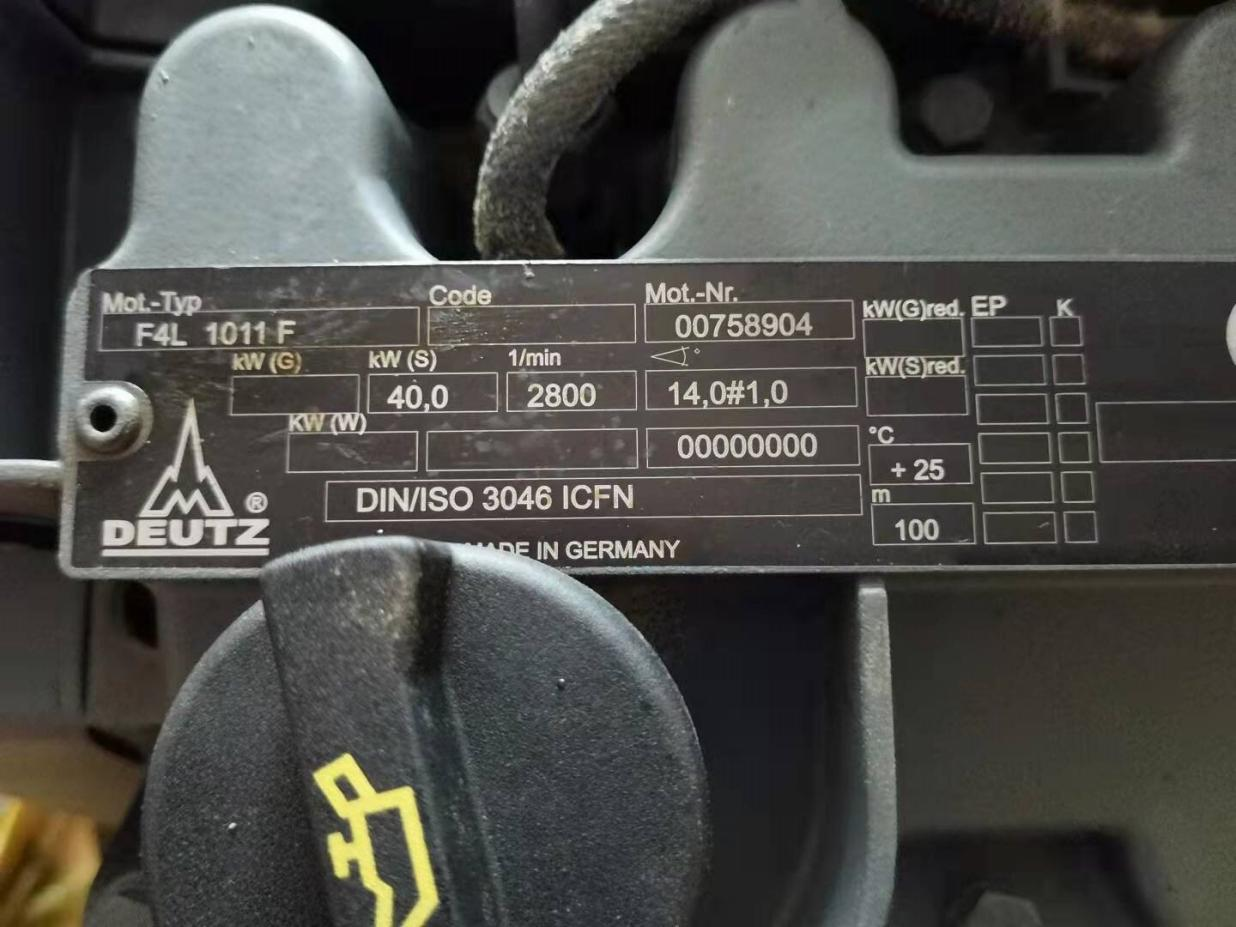 Mot.-Typ Code Mot.-Nr. kW(G)red. EP K
F4L 1011 F 00758904
kW (G) kW (S) 1/min ° kW(S)red.
40,0 2800 14,0#1,0
KW (W) °C
00000000 + 25
DIN/ISO 3046 ICFN m
100
DEUTZ ®
MADE IN GERMANY